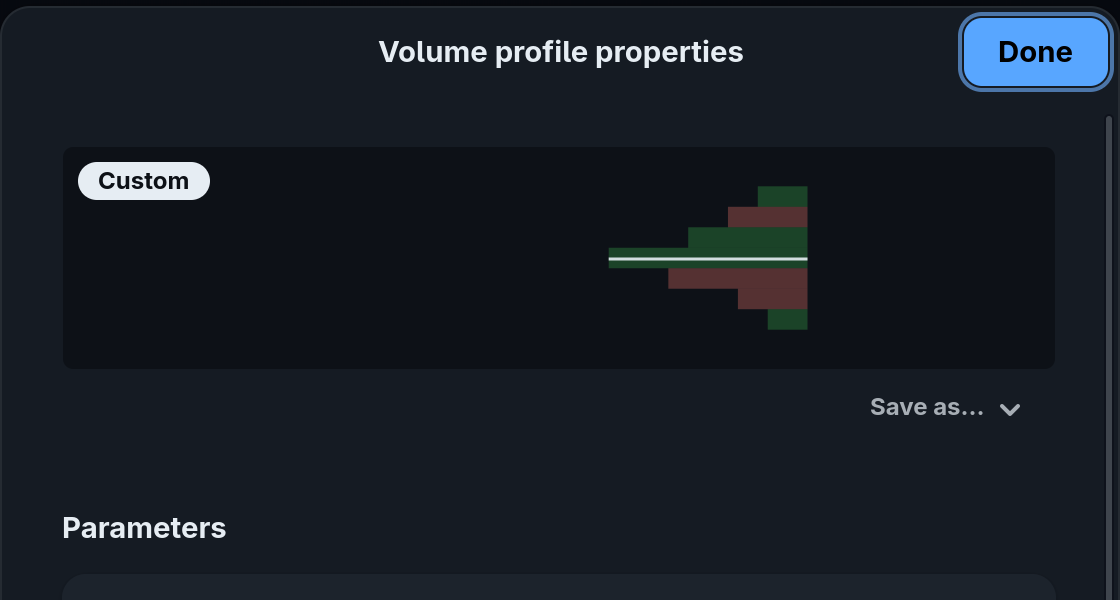 Volume profile properties
Done
Custom
Save as...
Parameters